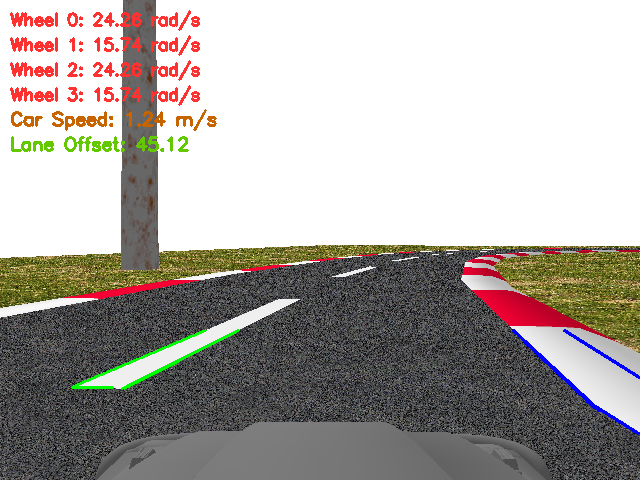 Wheel 0: 24.26 rad/s
Wheel 1: 15.74 rad/s
Wheel 2: 24.26 rad/s
Wheel 3: 15.74 rad/s
Car Speed: 1.24 m/s
Lane Offset: 45.12